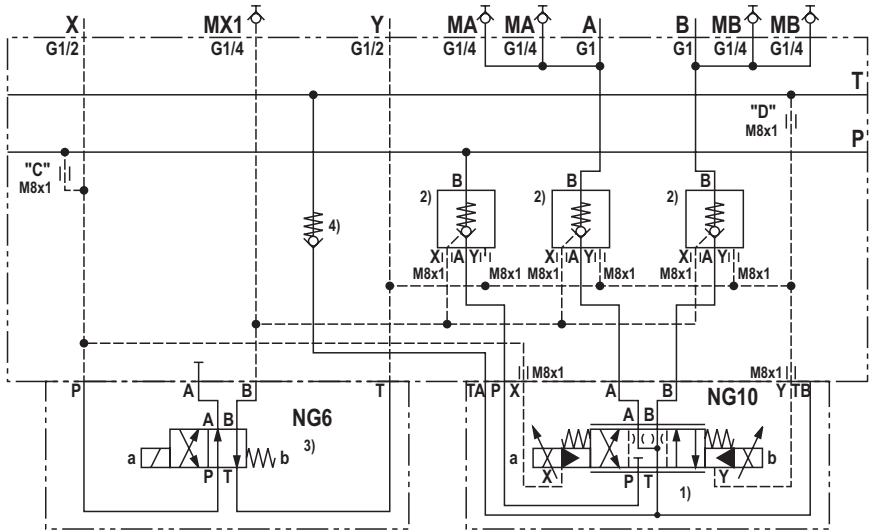 X MX1 Y MA MA A B MB MB
G1/2 G1/4 G1/2 G1/4 G1/4 G1 G1 G1/4 G1/4
T
"D"
M8x1
P
"C"
M8x1
B B B
2) 2) 2)
4)
X A Y X A Y X A Y
M8x1 M8x1 M8x1 M8x1 M8x1 M8x1
M8x1 M8x1
P A B T TA P X A B Y TB
NG6 NG10
A B A B
3)
a b a b
X Y
P T P T
1)